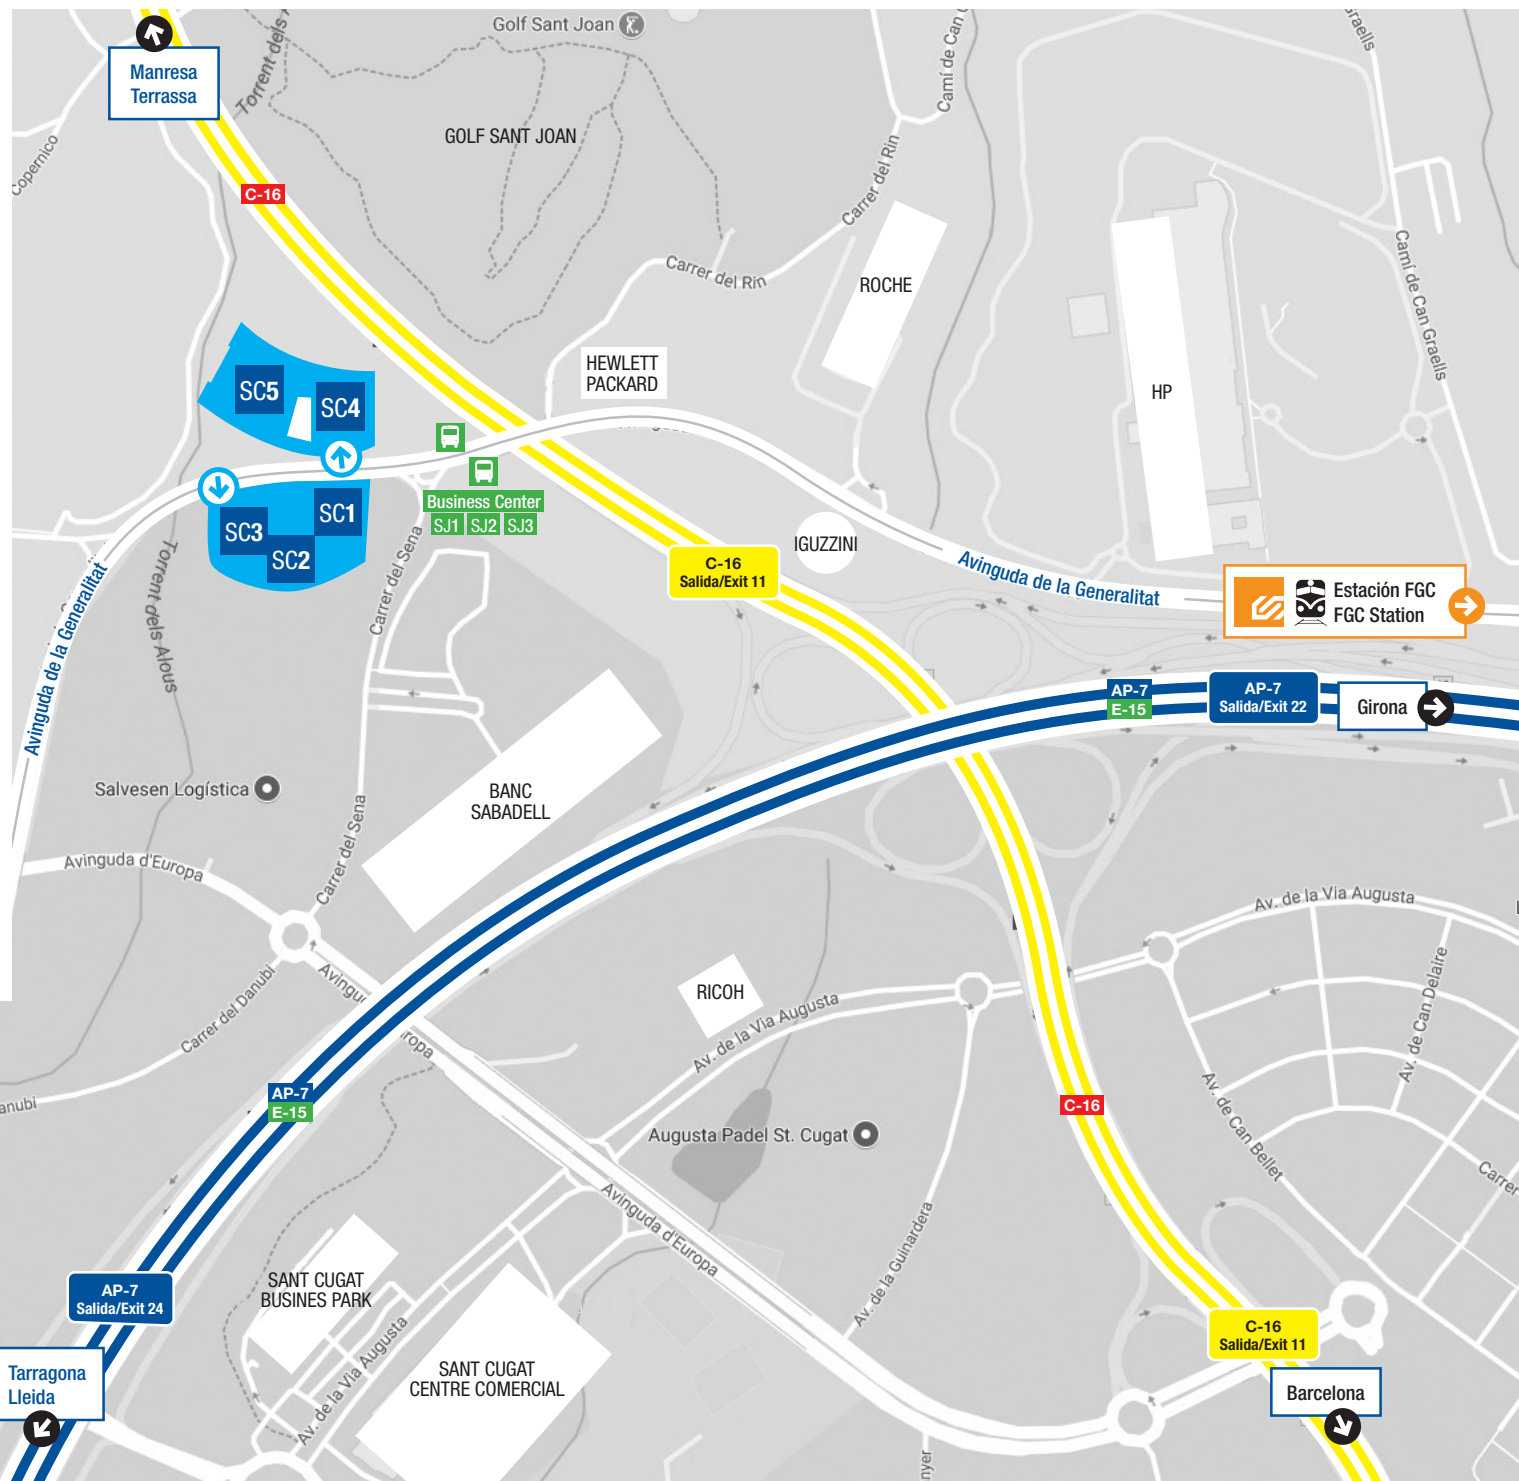 Golf Sant Joan
Torrent dels
Camí de Can
Graells
Manresa
Terrassa
GOLF SANT JOAN
Copernico
C-16
Carrer del Rin
Carrer del Rin
ROCHE
Camí de Can Graells
HEWLETT
PACKARD
HP
SC5
SC4
SC3
SC2
SC1
Business Center
SJ1 SJ2 SJ3
IGUZZINI
C-16
Salida/Exit 11
Avinguda de la Generalitat
Estación FGC
FGC Station
Torrent dels Alous
Avinguda de la Generalitat
Carrer del Sena
AP-7
E-15
AP-7
Salida/Exit 22
Girona
Salvesen Logística
BANC
SABADELL
Avinguda d'Europa
Carrer del Sena
Av. de la Via Augusta
Carrer del Danubi
Avingu
uropa
RICOH
Av. de la Via Augusta
Av. de Can Delaire
anubi
AP-7
E-15
C-16
Av. de Can Bellet
Augusta Padel St. Cugat
Carrer
Avinguda d'Europa
Av. de la Guinardera
SANT CUGAT
BUSINES PARK
AP-7
Salida/Exit 24
C-16
Salida/Exit 11
Tarragona
Lleida
Av. de la Via Augusta
SANT CUGAT
CENTRE COMERCIAL
Barcelona
nyer